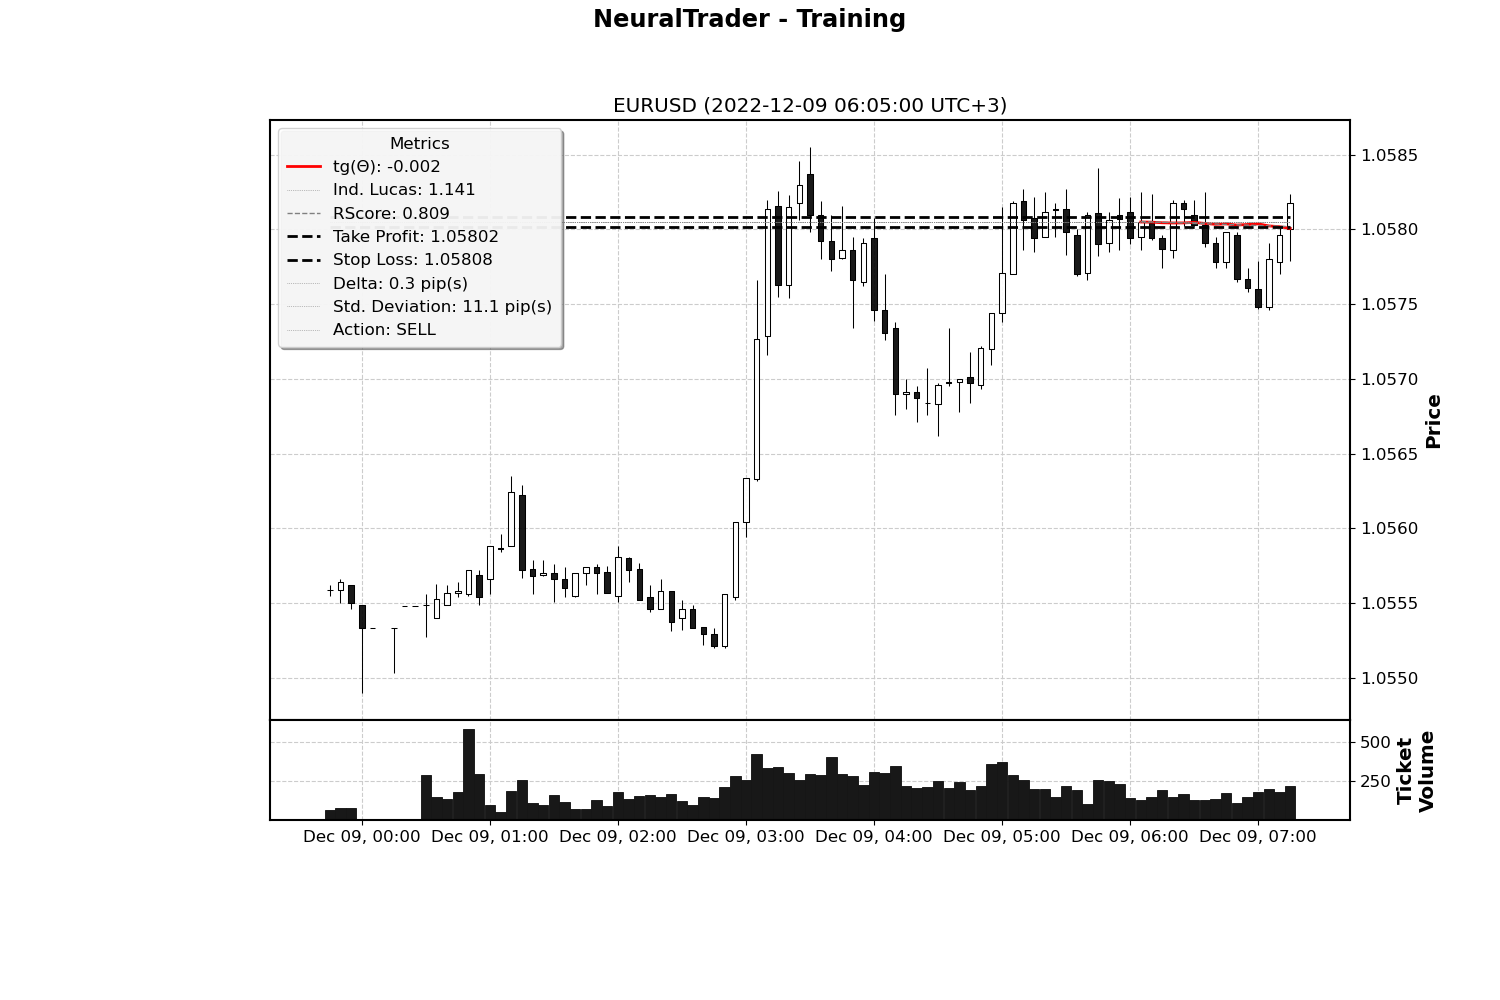 NeuralTrader - Training
EURUSD (2022-12-09 06:05:00 UTC+3)
Metrics
tg(Θ): -0.002
Ind. Lucas: 1.141
RScore: 0.809
Take Profit: 1.05802
Stop Loss: 1.05808
Delta: 0.3 pip(s)
Std. Deviation: 11.1 pip(s)
Action: SELL
1.0585
1.0580
1.0575
1.0570
1.0565
1.0560
1.0555
1.0550
Price
500
250
Ticket
Volume
Dec 09, 00:00 Dec 09, 01:00 Dec 09, 02:00 Dec 09, 03:00 Dec 09, 04:00 Dec 09, 05:00 Dec 09, 06:00 Dec 09, 07:00